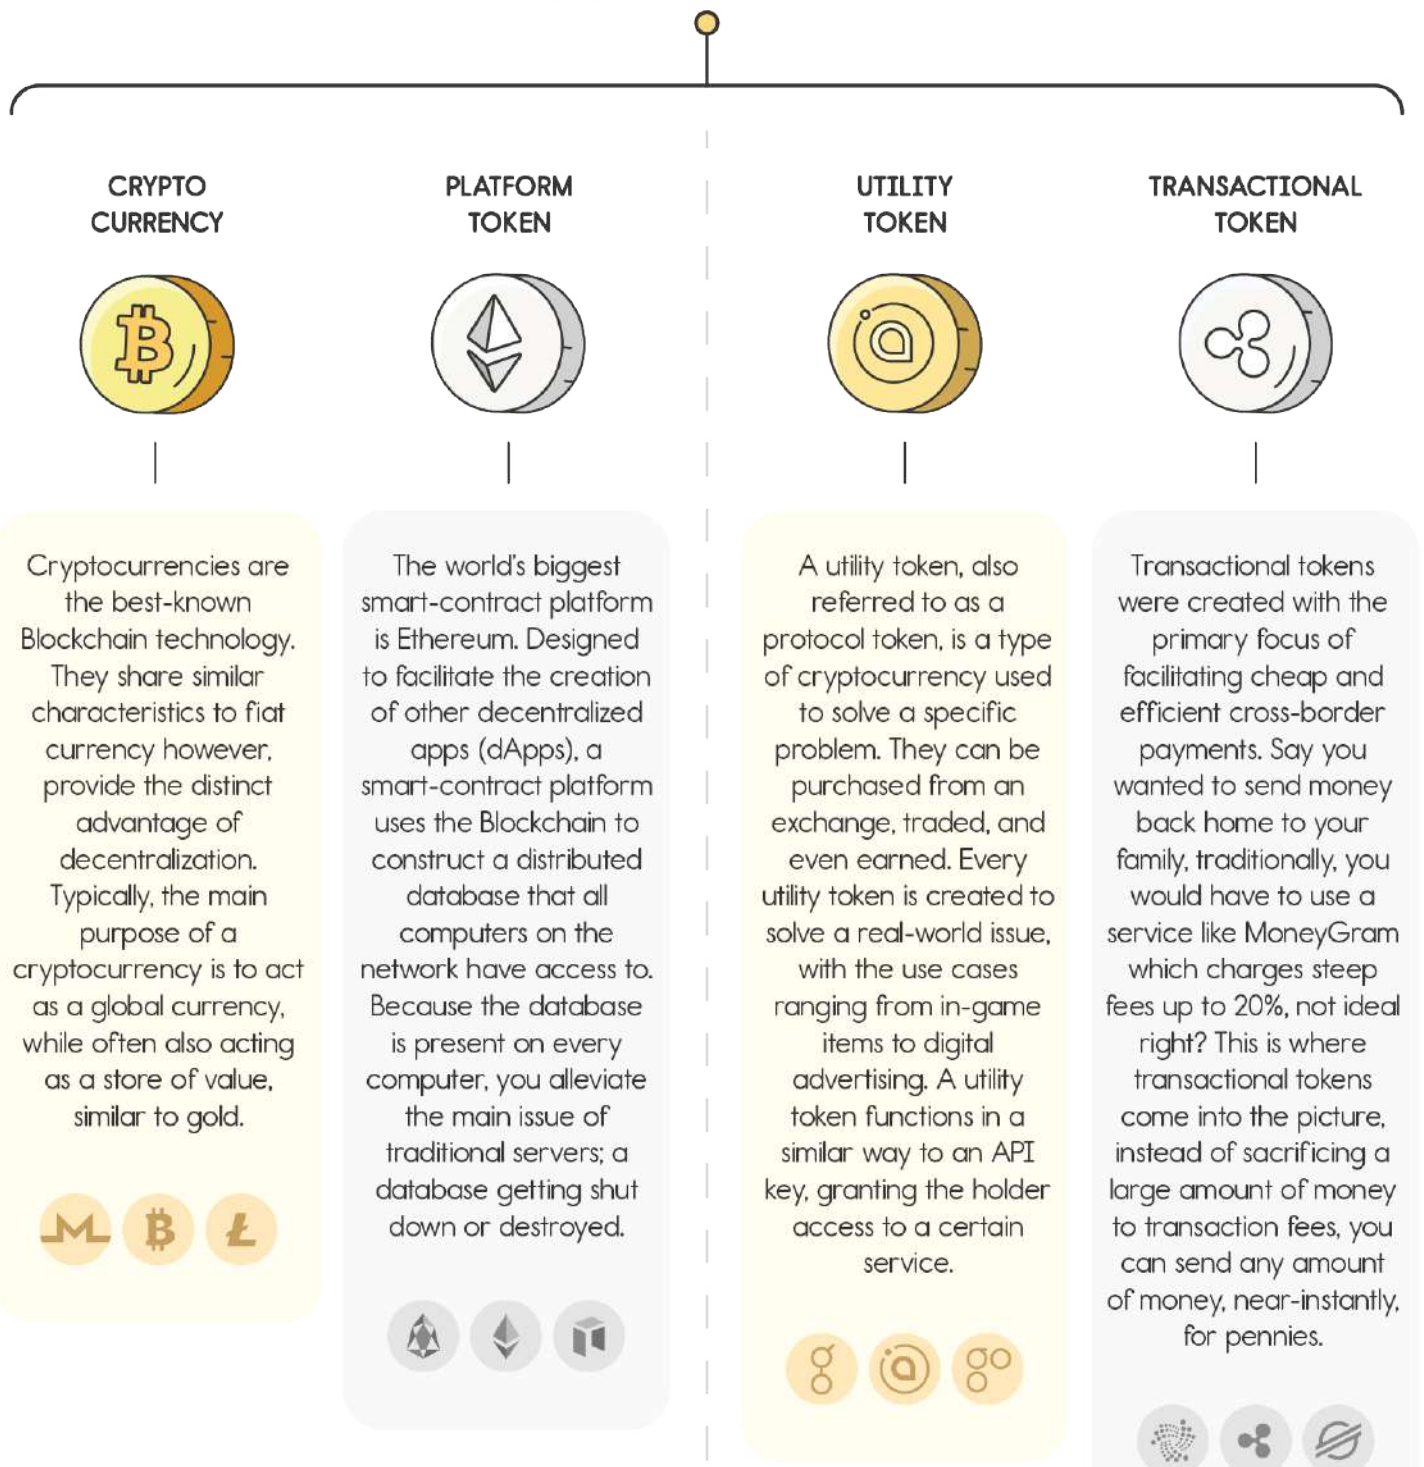 CRYPTO
CURRENCY
Cryptocurrencies are
the best-known
Blockchain technology.
They share similar
characteristics to fiat
currency however,
provide the distinct
advantage of
decentralization.
Typically, the main
purpose of a
cryptocurrency is to act
as a global currency,
while often also acting
as a store of value,
similar to gold.
PLATFORM
TOKEN
The world's biggest
smart-contract platform
is Ethereum. Designed
to facilitate the creation
of other decentralized
apps (dApps), a
smart-contract platform
uses the Blockchain to
construct a distributed
database that all
computers on the
network have access to.
Because the database
is present on every
computer, you alleviate
the main issue of
traditional servers; a
database getting shut
down or destroyed.
UTILITY
TOKEN
A utility token, also
referred to as a
protocol token, is a type
of cryptocurrency used
to solve a specific
problem. They can be
purchased from an
exchange, traded, and
even earned. Every
utility token is created to
solve a real-world issue,
with the use cases
ranging from in-game
items to digital
advertising. A utility
token functions in a
similar way to an API
key, granting the holder
access to a certain
service.
TRANSACTIONAL
TOKEN
Transactional tokens
were created with the
primary focus of
facilitating cheap and
efficient cross-border
payments. Say you
wanted to send money
back home to your
family, traditionally, you
would have to use a
service like MoneyGram
which charges steep
fees up to 20%, not ideal
right? This is where
transactional tokens
come into the picture,
instead of sacrificing a
large amount of money
to transaction fees, you
can send any amount
of money, near-instantly,
for pennies.